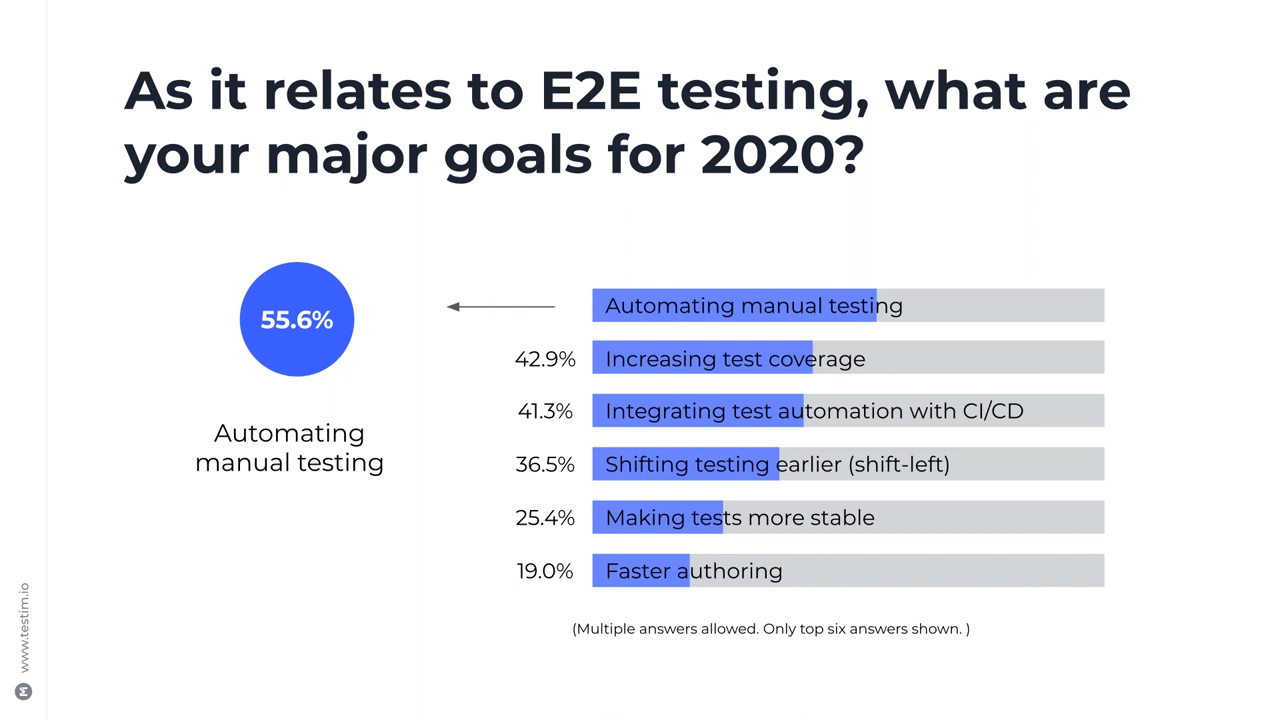 As it relates to E2E testing, what are
your major goals for 2020?
55.6%
Automating
manual testing
Automating manual testing
42.9% Increasing test coverage
41.3% Integrating test automation with CI/CD
36.5% Shifting testing earlier (shift-left)
25.4% Making tests more stable
19.0% Faster authoring
(Multiple answers allowed. Only top six answers shown. )
www.testim.io